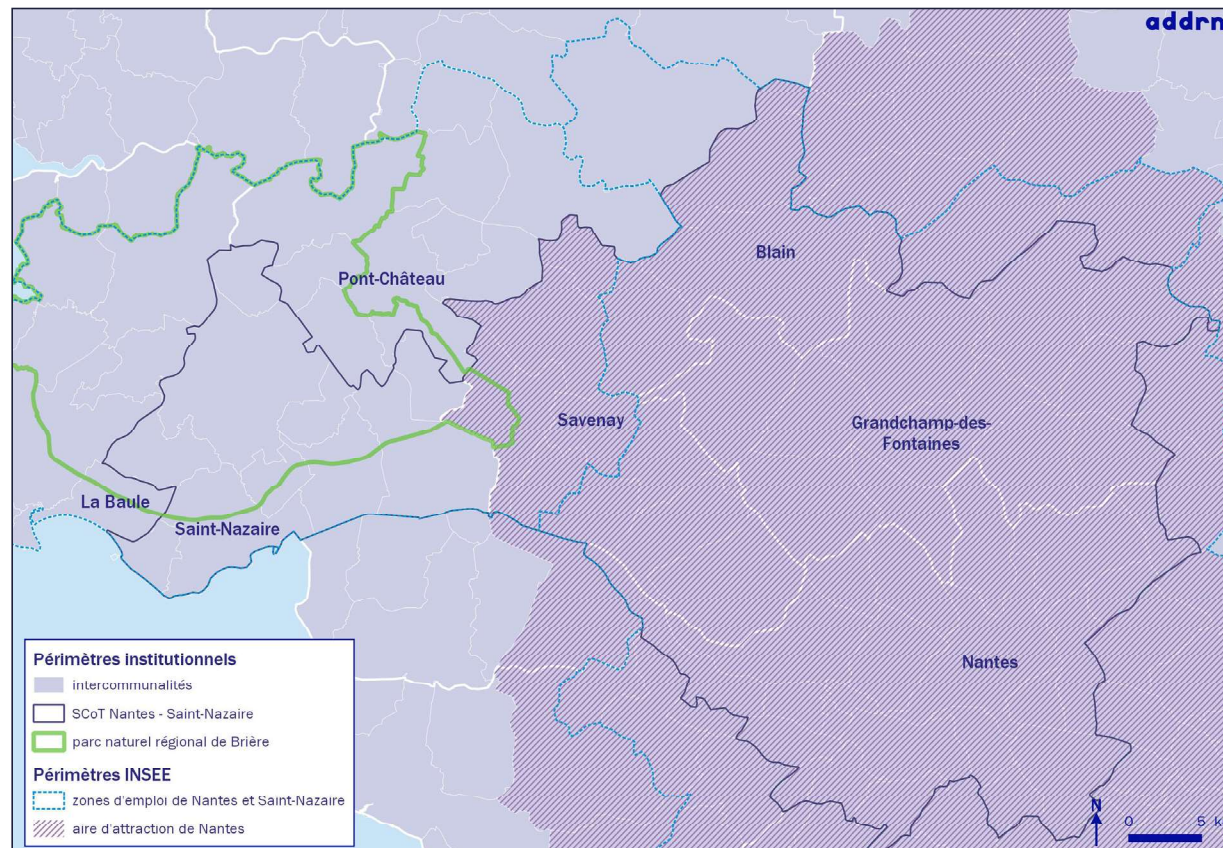 addrn
Blain
Pont-Château
Savenay
Grandchamp-des-
Fontaines
La Baule
Saint-Nazaire
Nantes
Périmètres institutionnels
intercommunalités
SCoT Nantes - Saint-Nazaire
parc naturel régional de Brière
Périmètres INSEE
zones d'emploi de Nantes et Saint-Nazaire
aire d'attraction de Nantes
N
0 5 k